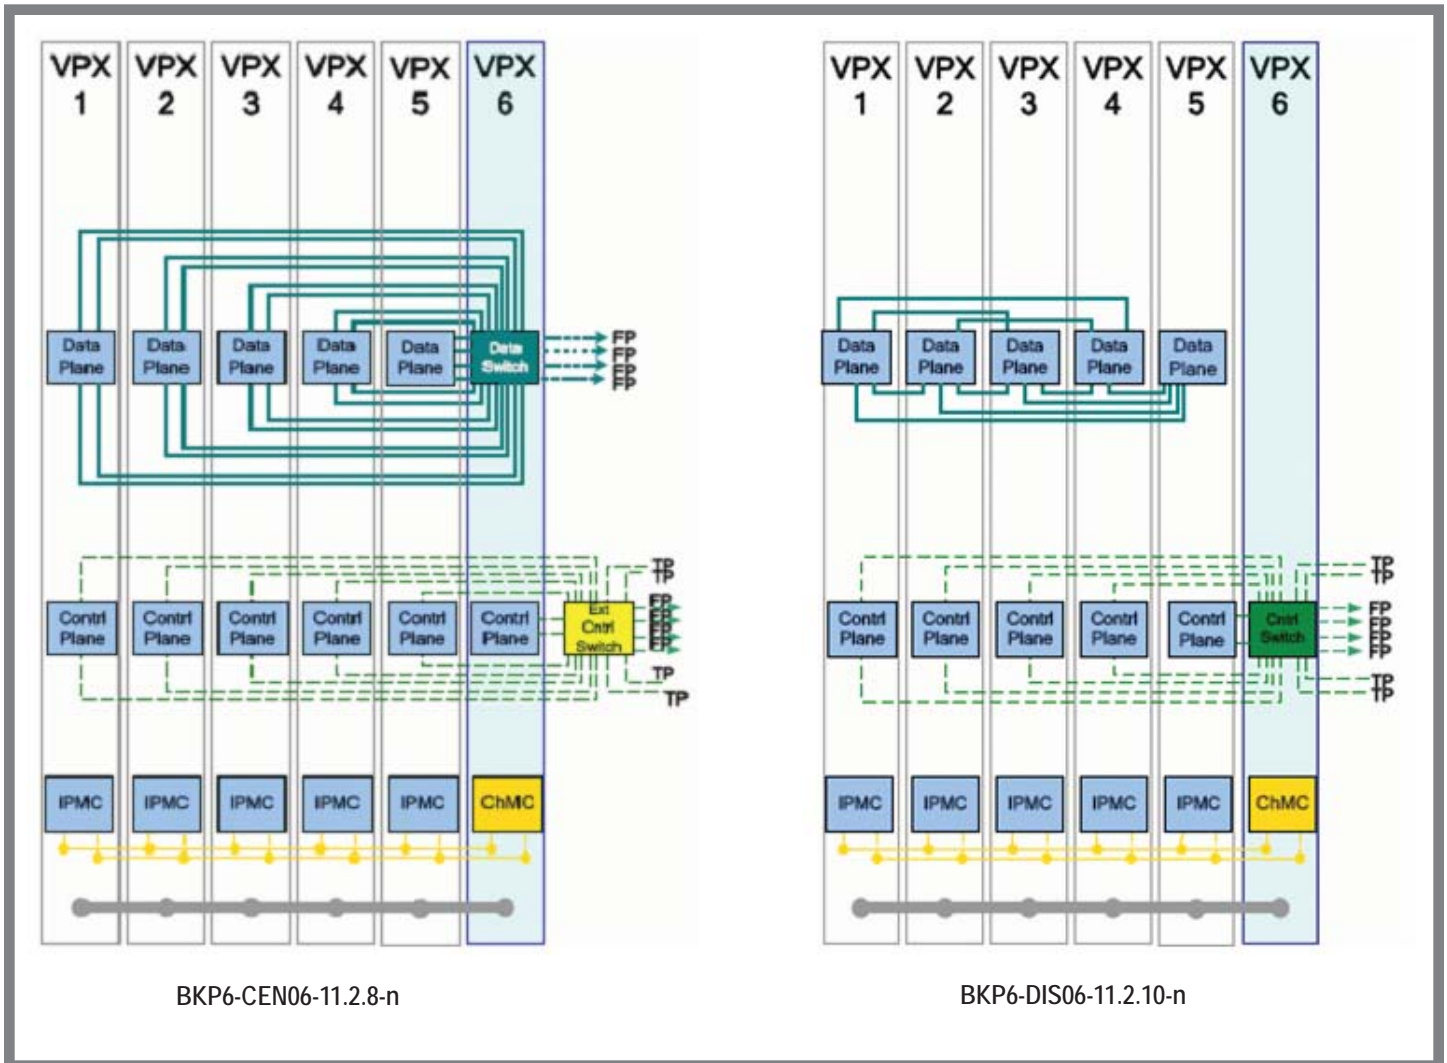 VPX 1 VPX 2 VPX 3 VPX 4 VPX 5 VPX 6
Data Plane Data Plane Data Plane Data Plane Data Plane Data Switch
FP
FP
FP
FP
TP
TP
Contrl Plane Contrl Plane Contrl Plane Contrl Plane Contrl Plane Contrl Plane Ext Cntrl Switch
FP
FP
FP
FP
TP
TP
IPMC IPMC IPMC IPMC IPMC ChMC
BKP6-CEN06-11.2.8-n
VPX 1 VPX 2 VPX 3 VPX 4 VPX 5 VPX 6
Data Plane Data Plane Data Plane Data Plane Data Plane
TP
TP
Contrl Plane Contrl Plane Contrl Plane Contrl Plane Contrl Plane Cntrl Switch
FP
FP
FP
FP
TP
TP
IPMC IPMC IPMC IPMC IPMC ChMC
BKP6-DIS06-11.2.10-n